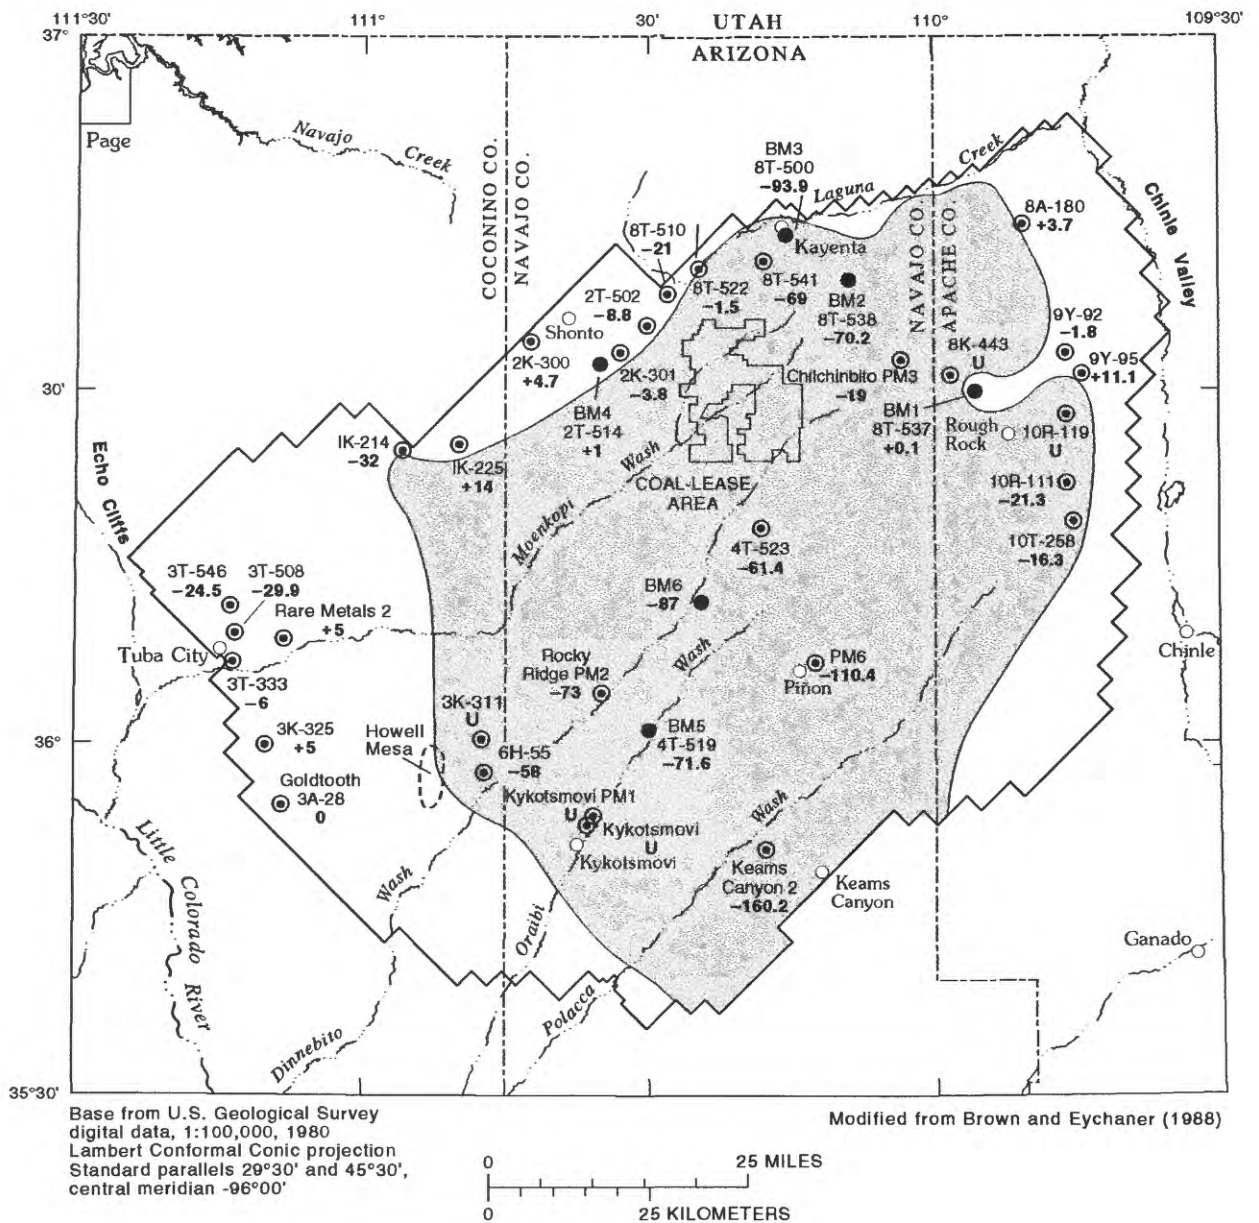 111°30'
111°
30'
UTAH
110°
109°30'
37°
ARIZONA
Page
Navajo
Creek
COCONINO CO.
NAVAJO CO.
BM3
8T-500
−93.9
Laguna
Creek
Kayenta
NAVAJO CO.
APACHE CO.
8A-180
+3.7
Chinle Valley
8T-510
−21
8T-522
−1.5
8T-541
−69
BM2
8T-538
−70.2
2T-502
−8.8
Shonto
2K-300
+4.7
2K-301
−3.8
BM4
2T-514
+1
9Y-92
−1.8
9Y-95
+11.1
8K-443
U
Chilchinbito PM3
−19
30'
BM1
8T-537
+0.1
Rough
Rock
10R-119
U
10R-111
−21.3
10T-258
−16.3
IK-214
−32
IK-225
+14
Echo Cliffs
Moenkopi
Wash
COAL-LEASE
AREA
4T-523
−61.4
3T-546
−24.5
3T-508
−29.9
Rare Metals 2
+5
Tuba City
3T-333
−6
BM6
−87
Wash
Rocky
Ridge PM2
−73
PM6
−110.4
Piñon
Chinle
3K-325
+5
36°
3K-311
U
Howell
Mesa
6H-55
−58
BM5
4T-519
−71.6
Goldtooth
3A-28
0
Kykotsmovi PM1
U
Kykotsmovi
U
Kykotsmovi
Wash
Keams
Canyon 2
−160.2
Keams
Canyon
Little Colorado River
Wash
Oraibi
Polacca
Dinnebito
Ganado
35°30'
Base from U.S. Geological Survey
digital data, 1:100,000, 1980
Lambert Conformal Conic projection
Standard parallels 29°30' and 45°30',
central meridian -96°00'
Modified from Brown and Eychaner (1988)
0
25 MILES
0
25 KILOMETERS